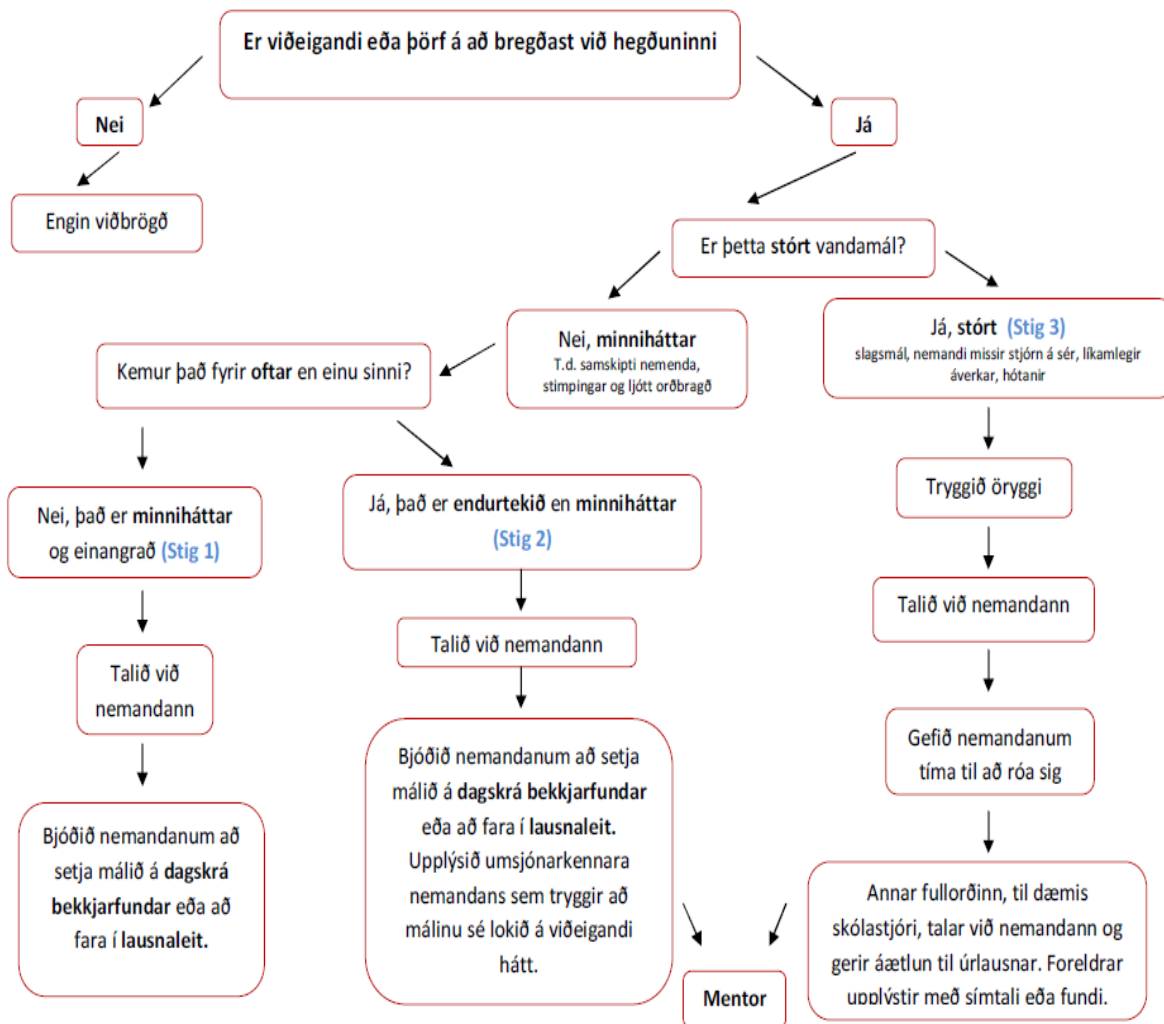 Er viðeigandi eða þörf á að bregðast við hegðuninni
Nei
Já
Engin viðbrögð
Er þetta stórt vandamál?
Nei, minniháttar
T.d. samskipti nemenda,
stimpingar og ljótt orðbragð
Já, stórt (Stig 3)
slagsmál, nemandi missir stjórn á sér, líkamlegir
áverkar, hótanir
Kemur það fyrir oftar en einu sinni?
Nei, það er minniháttar
og einangrað (Stig 1)
Talið við
nemandann
Bjóðið nemandanum að
setja málið á dagskrá
bekkjarfundar eða að
fara í lausnaleit.
Já, það er endurtekið en minniháttar
(Stig 2)
Talið við nemandann
Bjóðið nemandanum að setja
málið á dagskrá bekkjarfundar
eða að fara í lausnaleit.
Upplýsið umsjónarkennara
nemandans sem tryggir að
málinu sé lokið á viðeigandi
hátt.
Tryggið öryggi
Talið við nemandann
Gefið nemandanum
tíma til að róa sig
Annar fullorðinn, til dæmis
skólastjóri, talar við nemandann og
gerir áætlun til úrlausnar. Foreldrar
upplýstir með símtali eða fundi.
Mentor